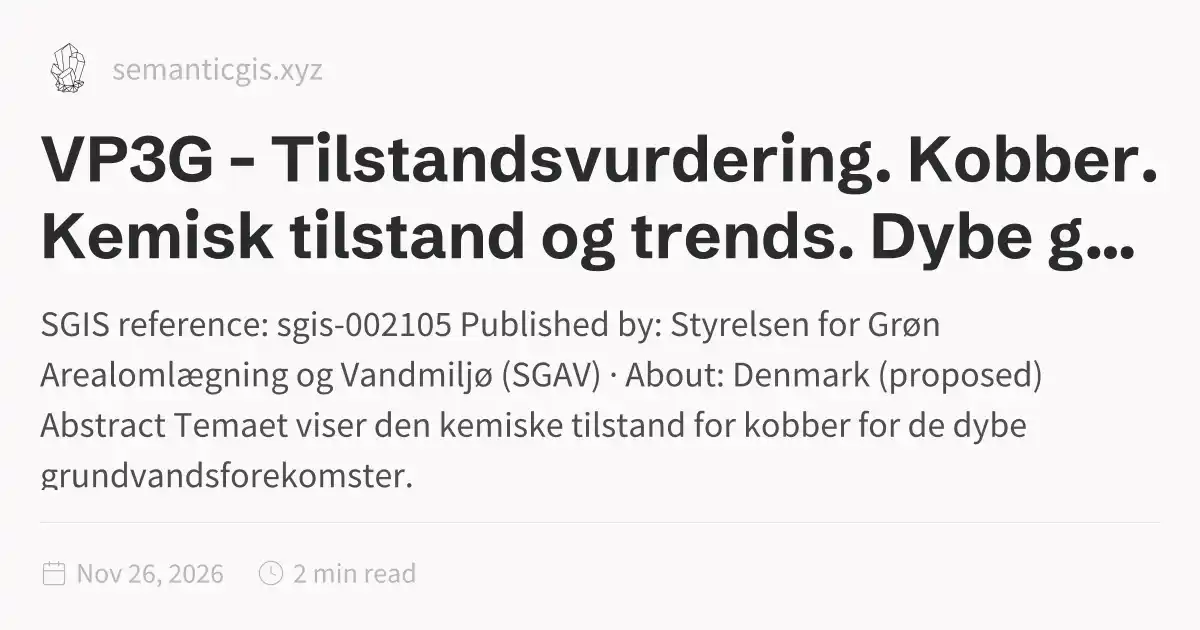 semanticgis.xyz
VP3G - Tilstandsvurdering. Kobber.
Kemisk tilstand og trends. Dybe g...
SGIS reference: sgis-002105 Published by: Styrelsen for Grøn
Arealomlægning og Vandmiljø (SGAV) · About: Denmark (proposed)
Abstract Temaet viser den kemiske tilstand for kobber for de dybe
grundvandsforekomster.
Nov 26, 2026 2 min read